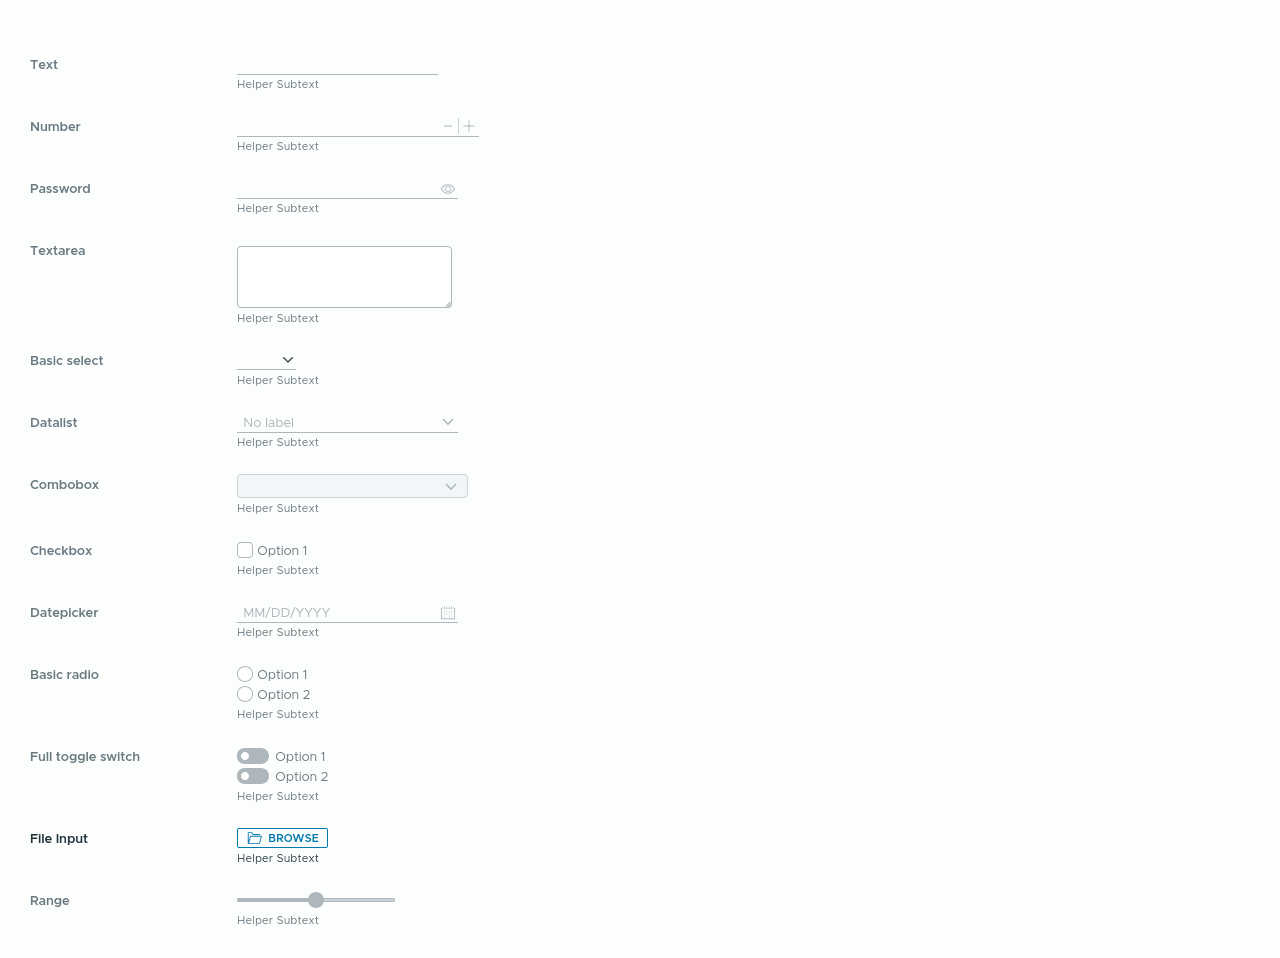 Text
Helper Subtext
Number
Helper Subtext
Password
Helper Subtext
Textarea
Helper Subtext
Basic select
Helper Subtext
Datalist
No label
Helper Subtext
Combobox
Helper Subtext
Checkbox
Option 1
Helper Subtext
Datepicker
MM/DD/YYYY
Helper Subtext
Basic radio
Option 1
Option 2
Helper Subtext
Full toggle switch
Option 1
Option 2
Helper Subtext
File Input
BROWSE
Helper Subtext
Range
Helper Subtext